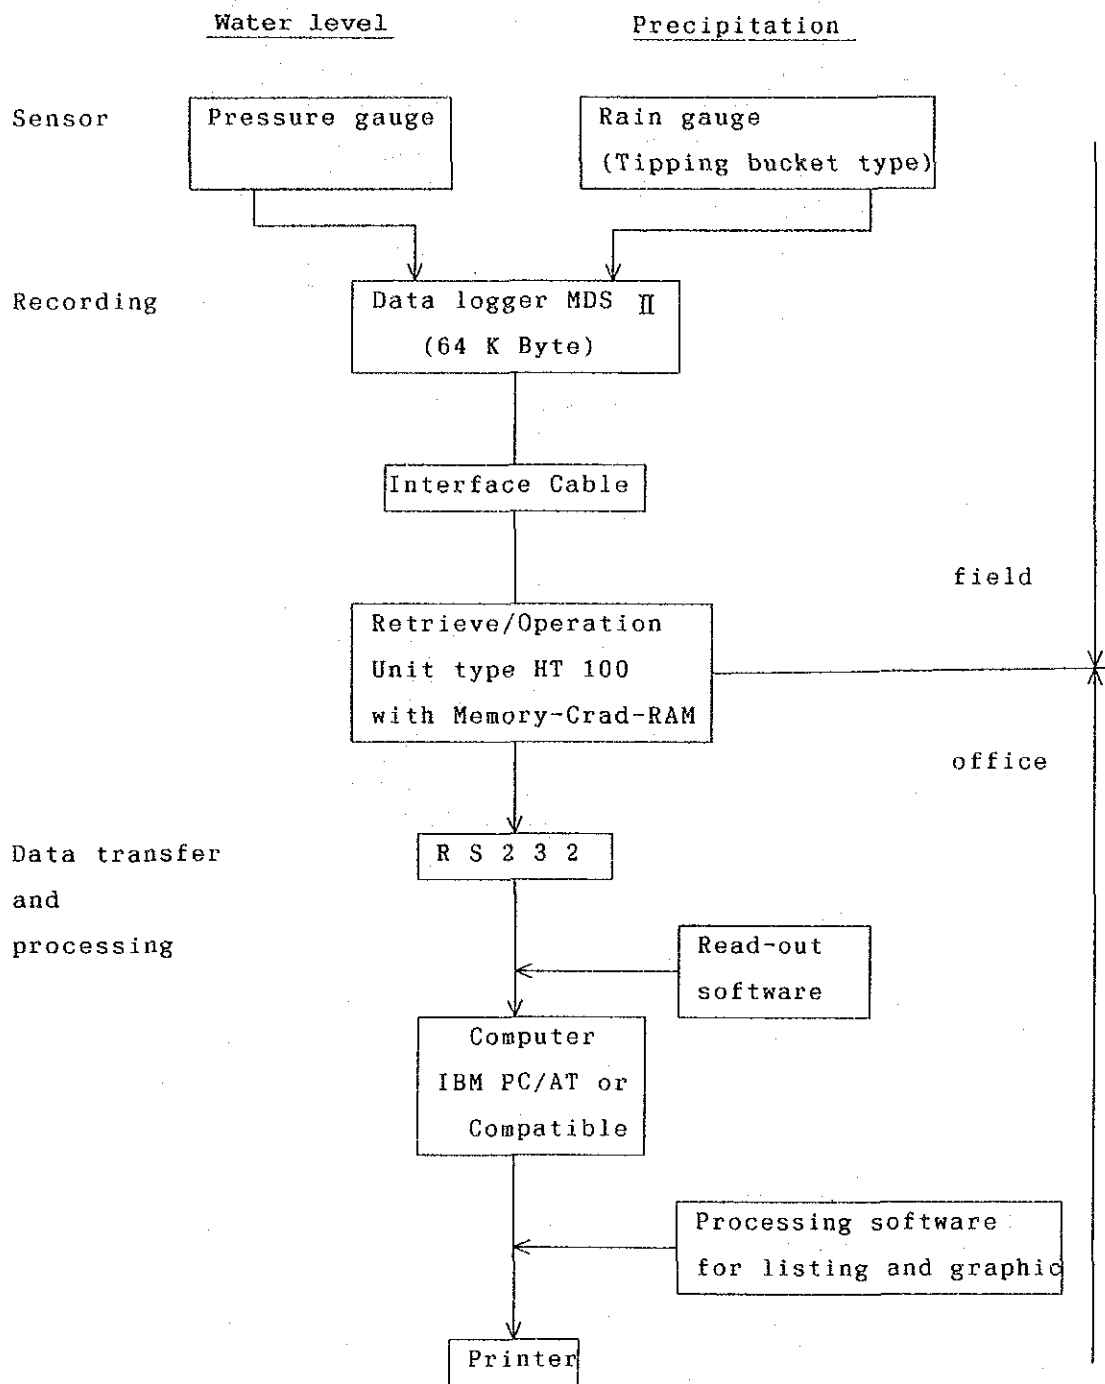 Water level
Precipitation
Sensor
Pressure gauge
Rain gauge
(Tipping bucket type)
Recording
Data logger MDS II
(64 K Byte)
Interface Cable
field
Retrieve/Operation
Unit type HT 100
with Memory-Crad-RAM
office
Data transfer
and
processing
R S 2 3 2
Read-out
software
Computer
IBM PC/AT or
Compatible
Processing software
for listing and graphic
Printer